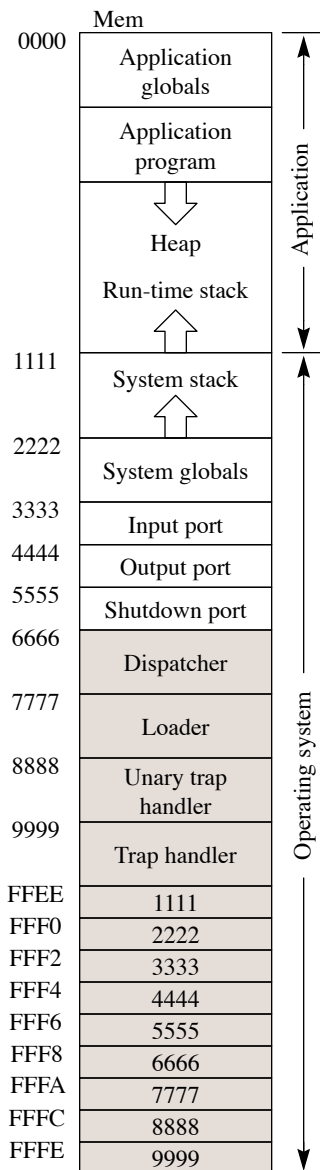 Mem
0000
Application
globals
Application
program
Heap
Run-time stack
Application
1111
System stack
2222
System globals
3333
Input port
4444
Output port
5555
Shutdown port
6666
Dispatcher
7777
Loader
8888
Unary trap
handler
9999
Trap handler
Operating system
FFEE 1111
FFF0 2222
FFF2 3333
FFF4 4444
FFF6 5555
FFF8 6666
FFFA 7777
FFFC 8888
FFFE 9999